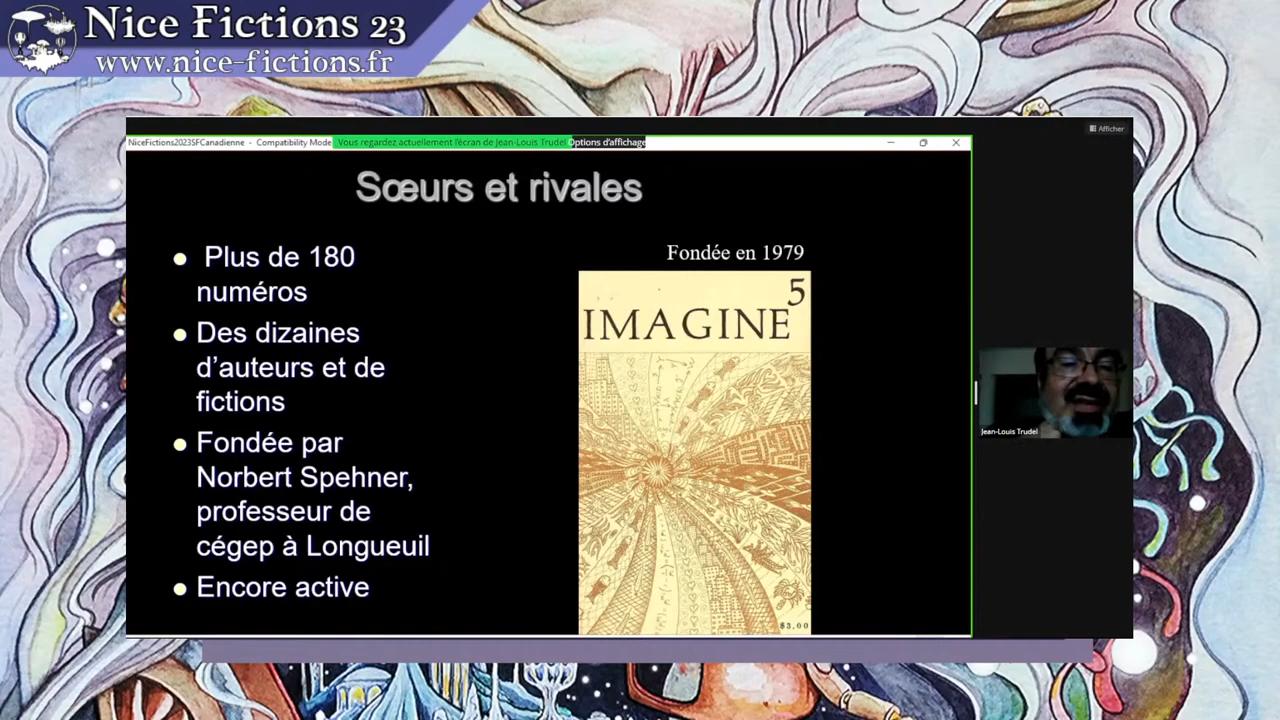 Nice Fictions 23
www.nice-fictions.fr
Afficher
NiceFictions2023SFCanadienne - Compatibility Mode
Vous regardez actuellement l'écran de Jean-Louis Trudel
Options d'affichage
Sœurs et rivales
Plus de 180
numéros
Des dizaines
d’auteurs et de
fictions
Fondée par
Norbert Spehner,
professeur de
cégep à Longueuil
Encore active
Fondée en 1979
5
IMAGINE
$3,00
Jean-Louis Trudel